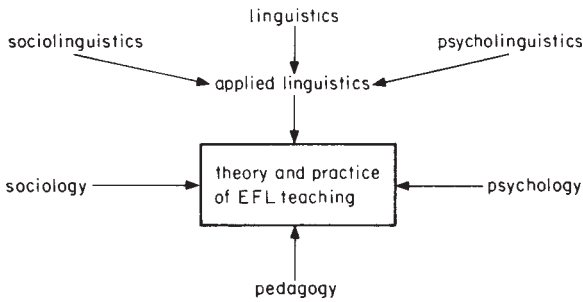 linguistics
sociolinguistics
psycholinguistics
applied linguistics
theory and practice
of EFL teaching
sociology
psychology
pedagogy